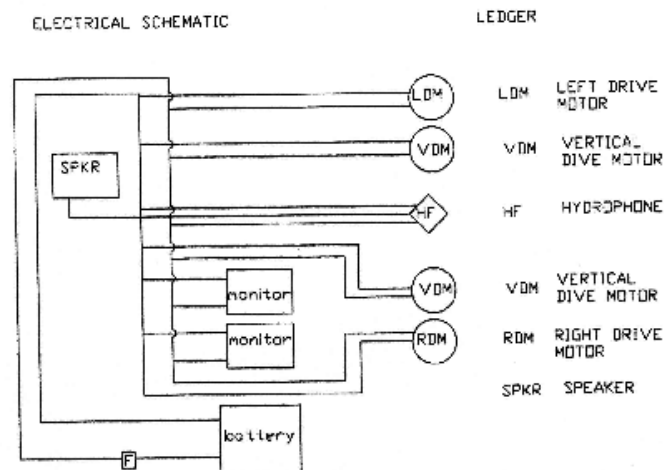 ELECTRICAL SCHEMATIC
LEDGER
LDM
LDM LEFT DRIVE
MOTOR
VDM
VDM VERTICAL
DIVE MOTOR
SPKR
HF
HF HYDROPHONE
monitor
VDM
VDM VERTICAL
DIVE MOTOR
monitor
RDM
RDM RIGHT DRIVE
MOTOR
SPKR SPEAKER
battery
F